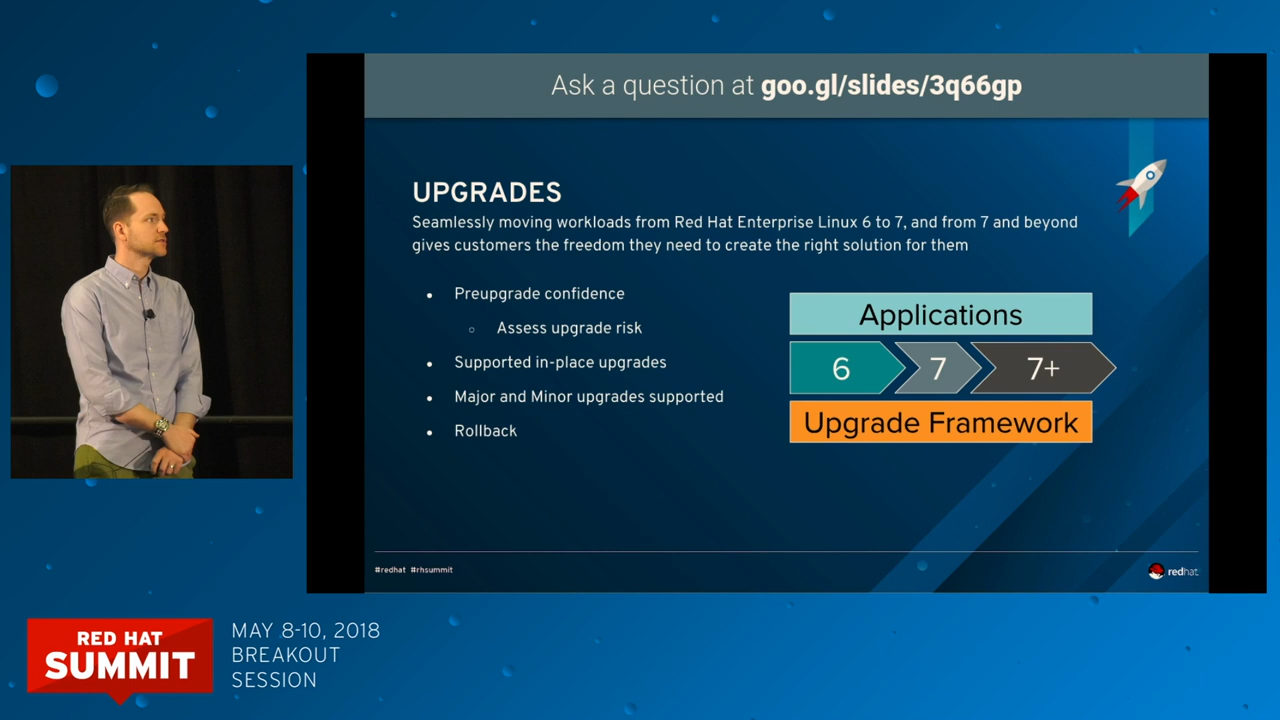 Ask a question at goo.gl/slides/3q66gp
UPGRADES
Seamlessly moving workloads from Red Hat Enterprise Linux 6 to 7, and from 7 and beyond
gives customers the freedom they need to create the right solution for them
• Preupgrade confidence
○ Assess upgrade risk
• Supported in-place upgrades
• Major and Minor upgrades supported
• Rollback
Applications
6 7 7+
Upgrade Framework
#redhat #rhsummit
redhat
RED HAT
SUMMIT
MAY 8-10, 2018
BREAKOUT
SESSION